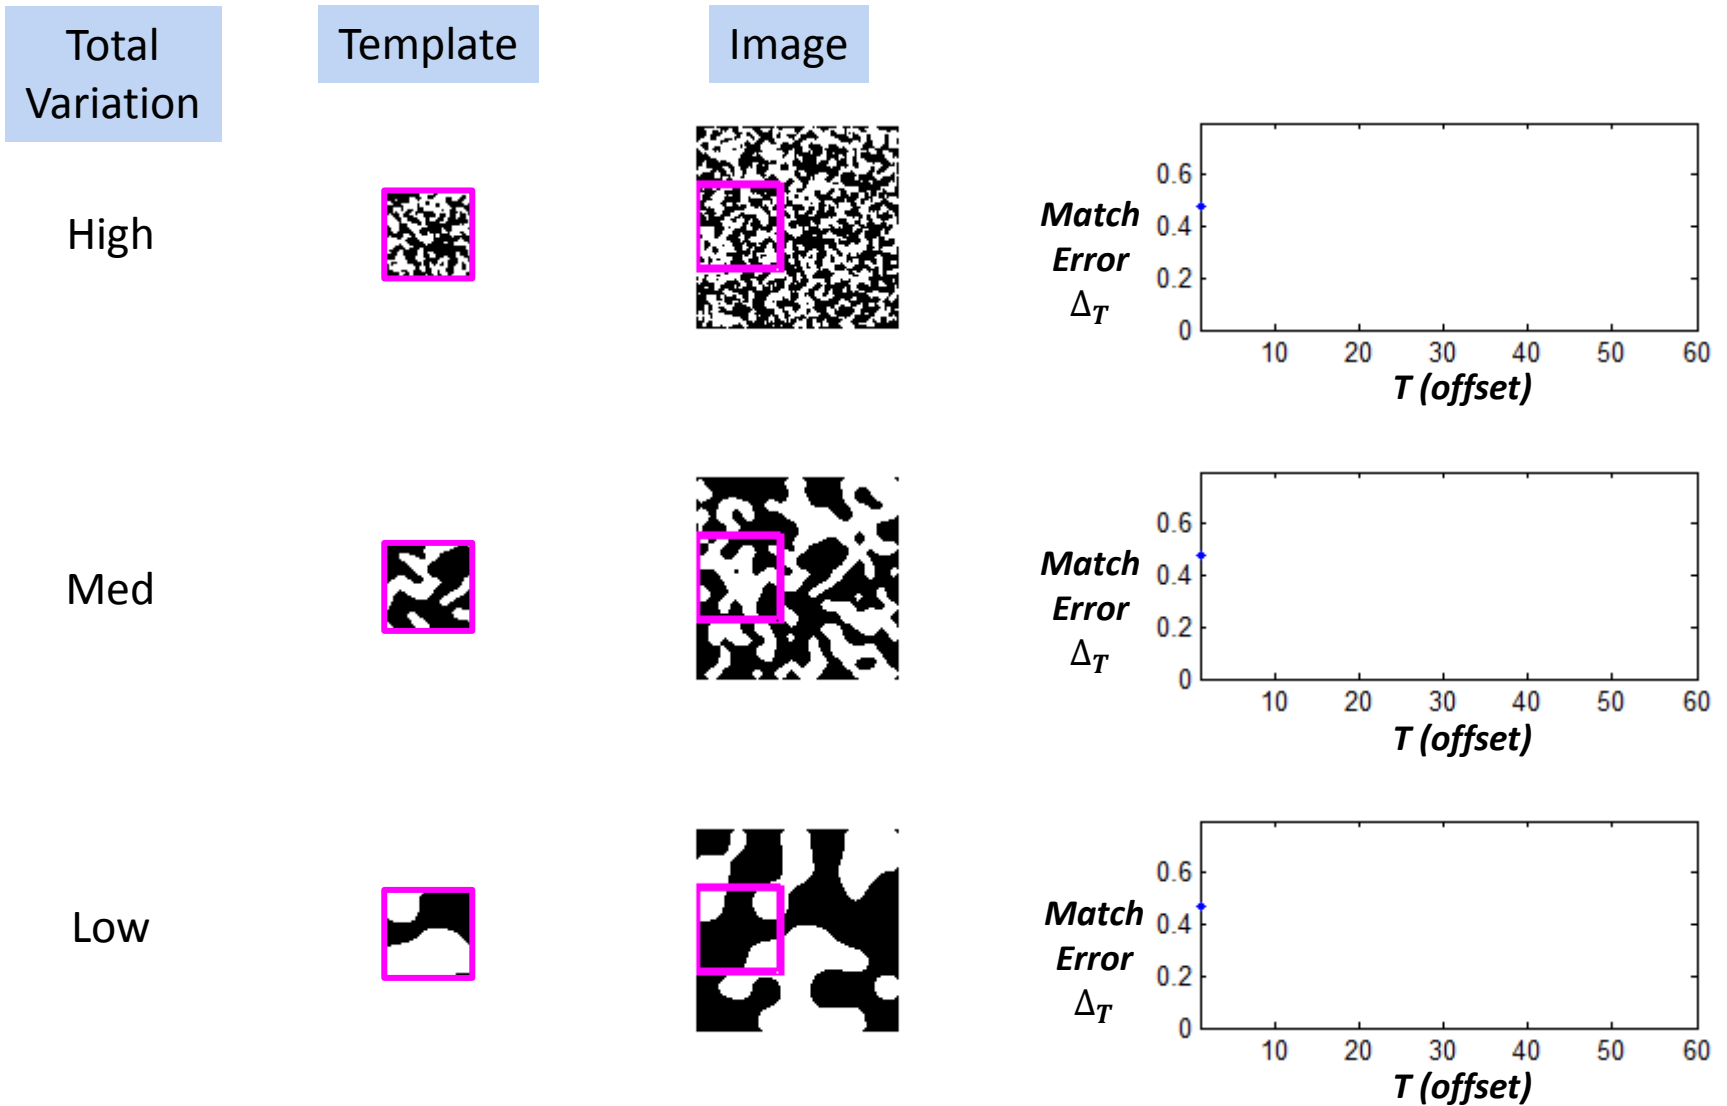 Total
Variation
Template
Image
High
Match
Error
Δ_T
0.6
0.4
0.2
0
10 20 30 40 50 60
T (offset)
Med
Match
Error
Δ_T
0.6
0.4
0.2
0
10 20 30 40 50 60
T (offset)
Low
Match
Error
Δ_T
0.6
0.4
0.2
0
10 20 30 40 50 60
T (offset)